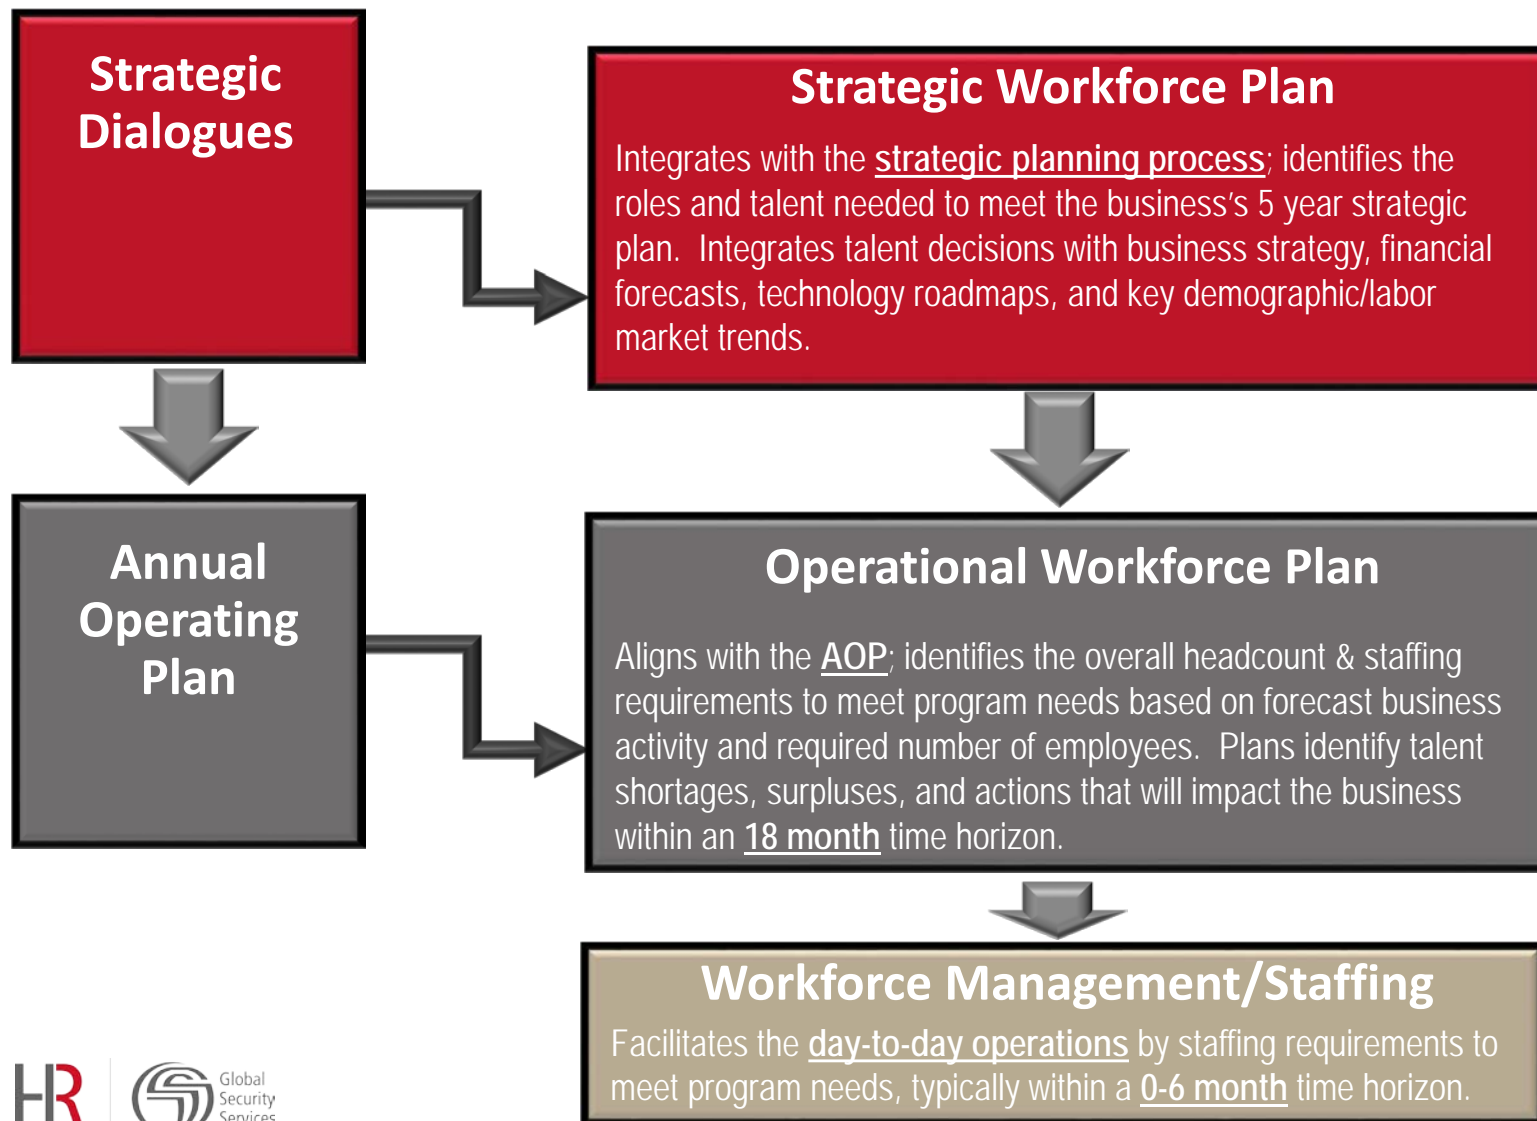 Strategic
Dialogues
Strategic Workforce Plan
Integrates with the strategic planning process; identifies the
roles and talent needed to meet the business’s 5 year strategic
plan.  Integrates talent decisions with business strategy, financial
forecasts, technology roadmaps, and key demographic/labor
market trends.
Annual
Operating
Plan
Operational Workforce Plan
Aligns with the AOP; identifies the overall headcount & staffing
requirements to meet program needs based on forecast business
activity and required number of employees.  Plans identify talent
shortages, surpluses, and actions that will impact the business
within an 18 month time horizon.
Workforce Management/Staffing
Facilitates the day-to-day operations by staffing requirements to
meet program needs, typically within a 0-6 month time horizon.
HR
Global
Security
Services